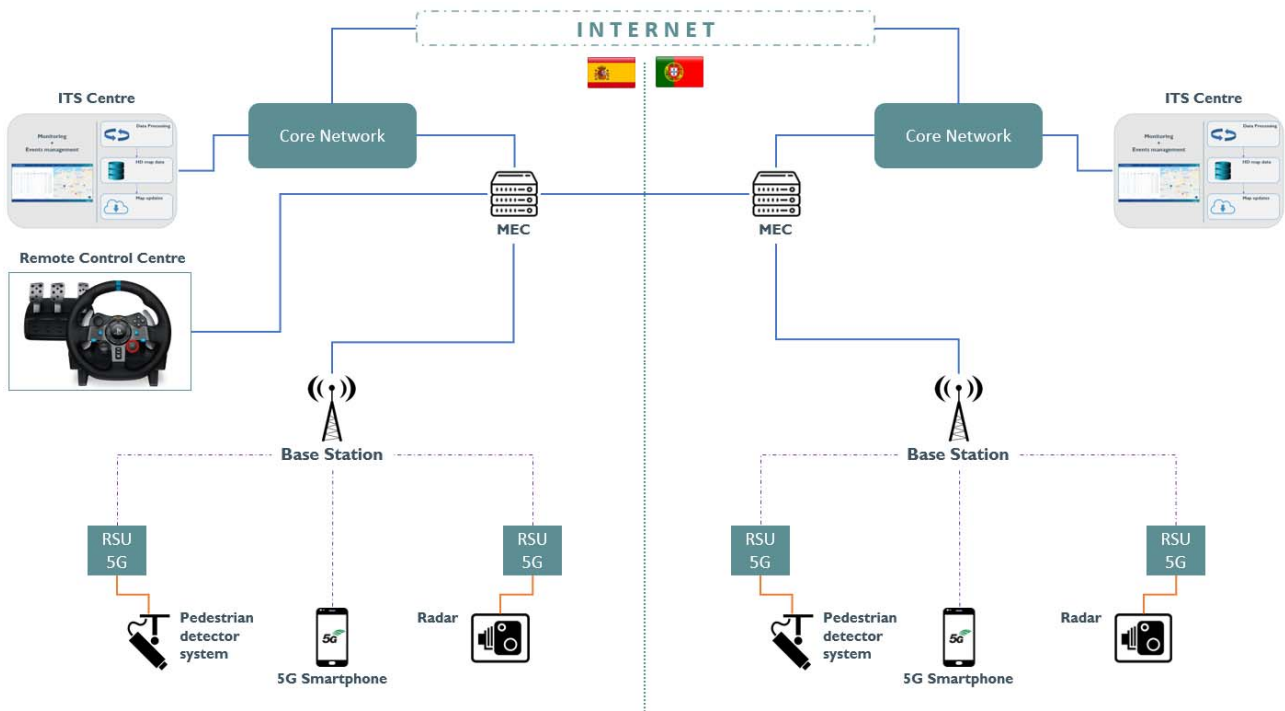 INTERNET
ITS Centre
ITS Centre
Monitoring
+
Events management
Data Processing
HD map data
Map updates
Core Network
Core Network
Monitoring
+
Events management
Data Processing
HD map data
Map updates
MEC
MEC
Remote Control Centre
Base Station
Base Station
RSU
5G
RSU
5G
RSU
5G
RSU
5G
Pedestrian
detector
system
5G
5G Smartphone
Radar
Pedestrian
detector
system
5G
5G Smartphone
Radar